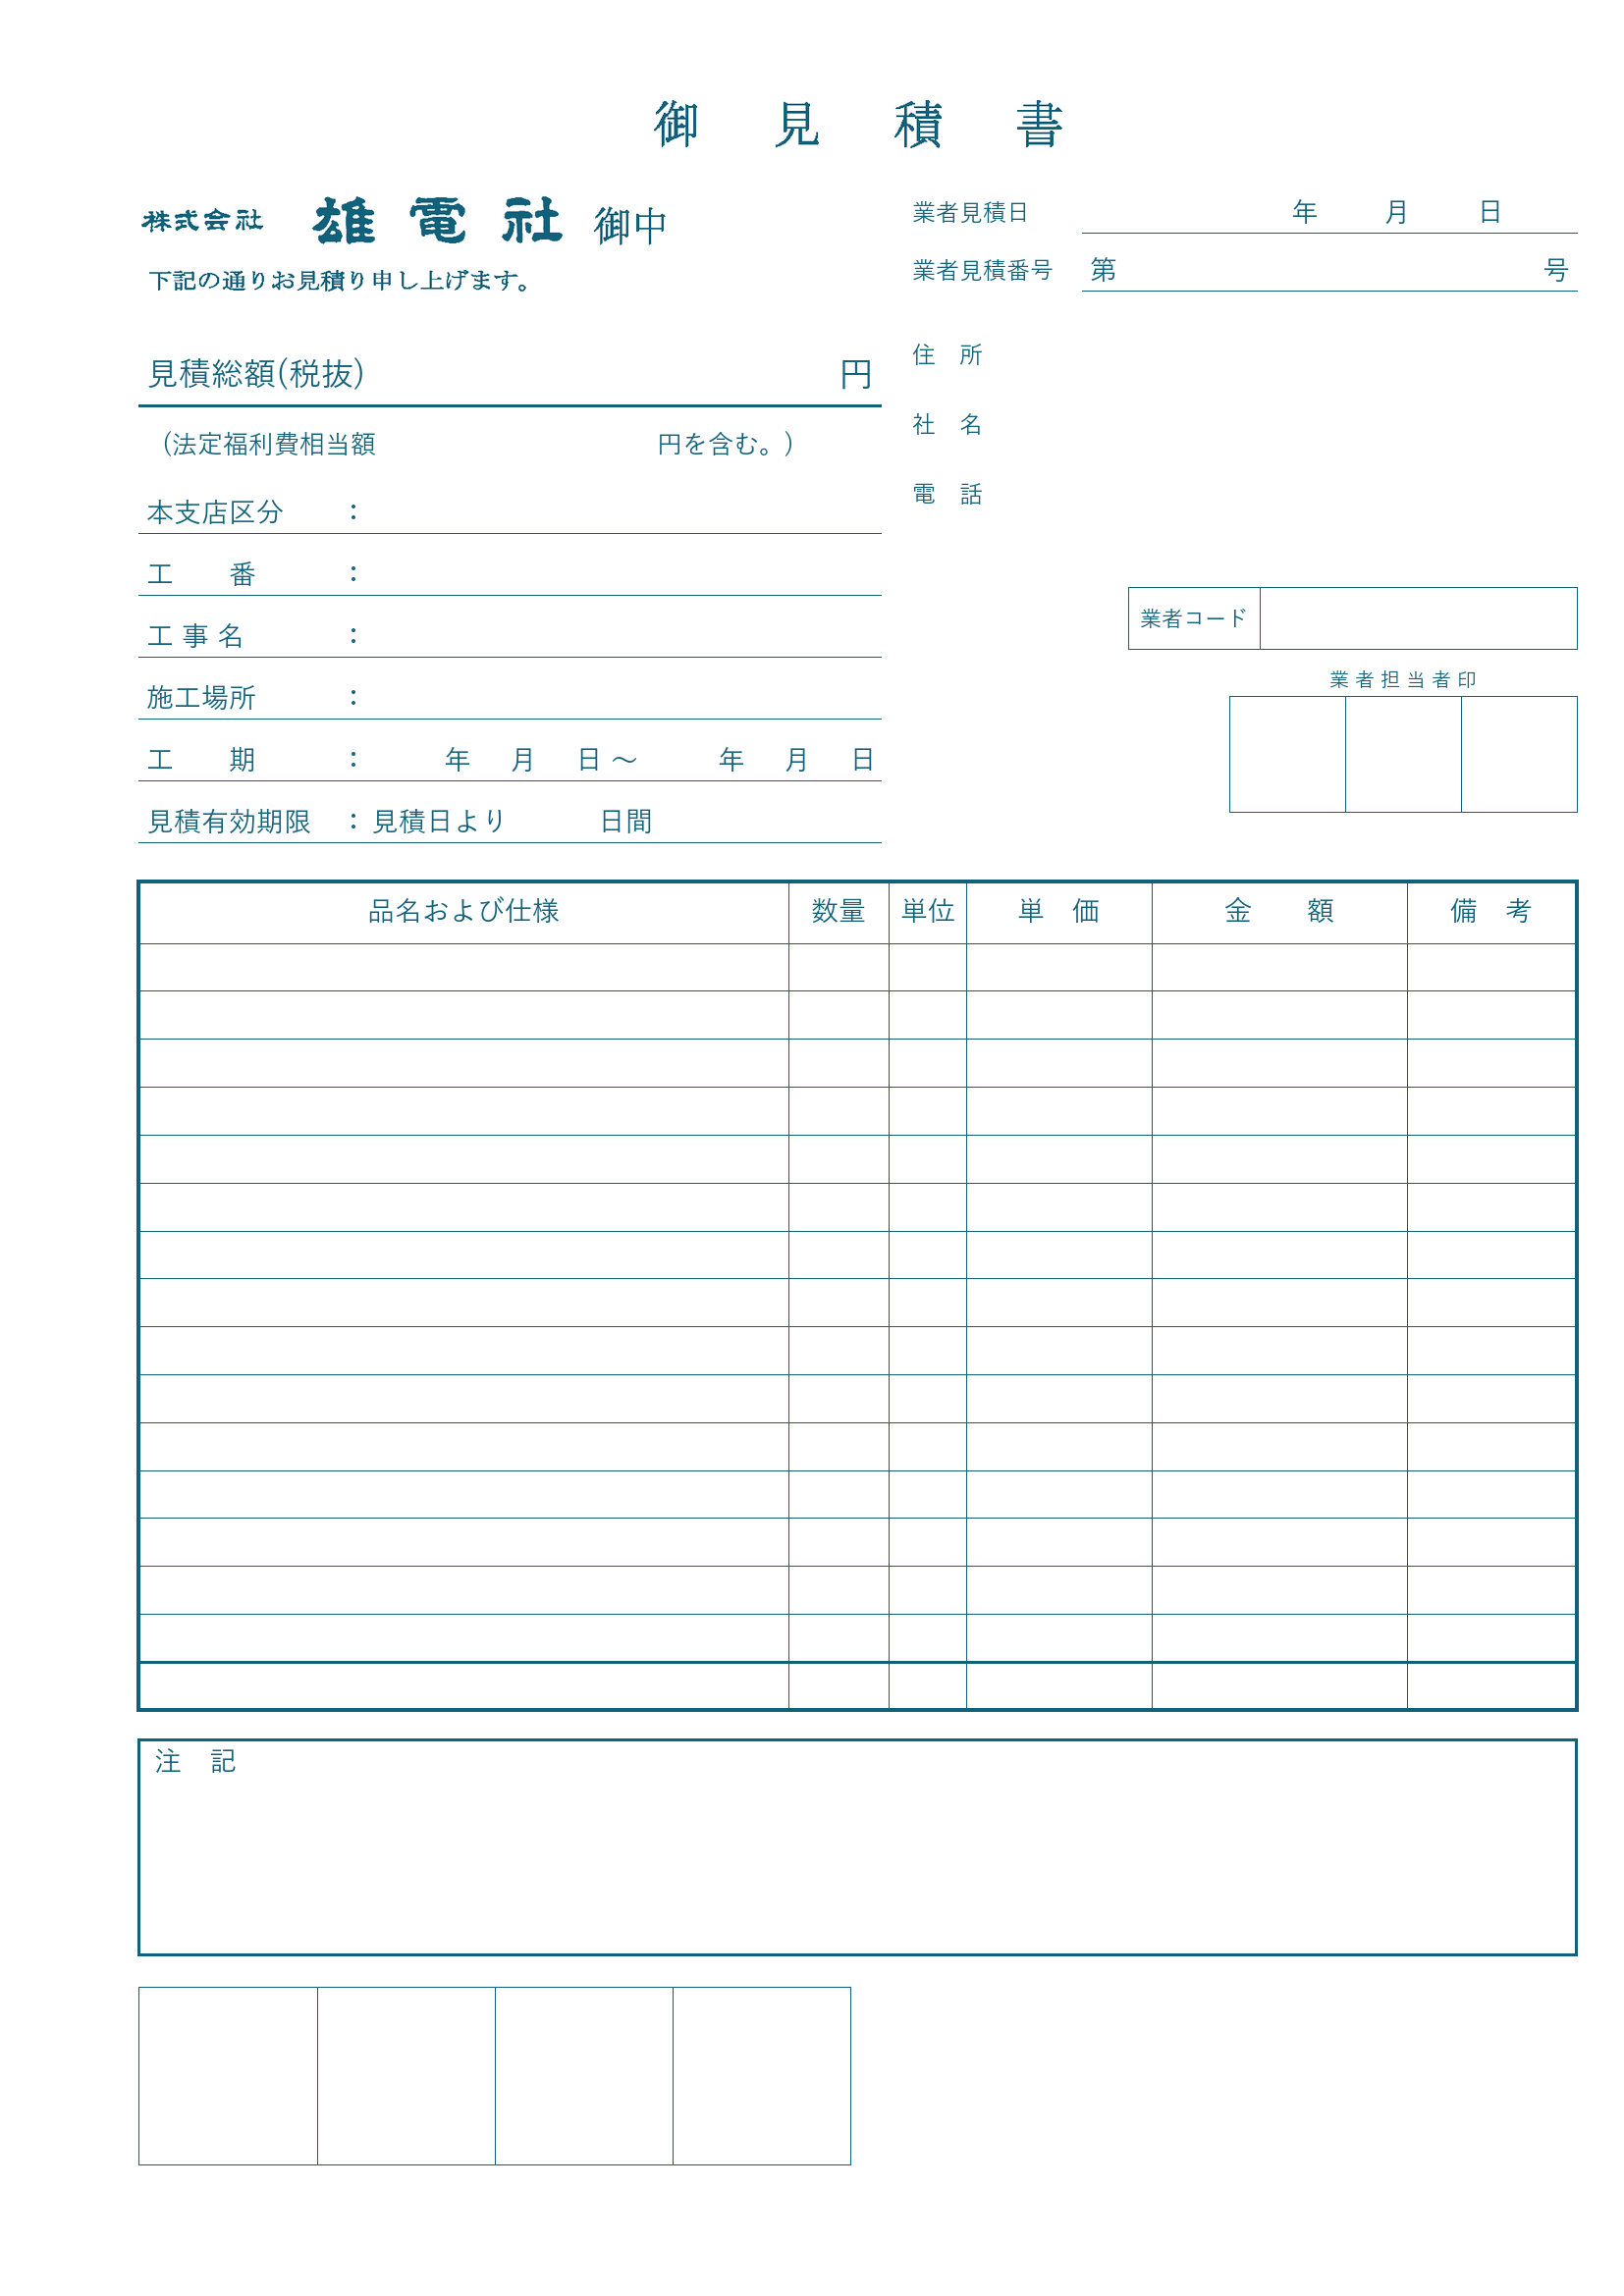 御　見　積　書
株式会社　雄電社 御中
下記の通りお見積り申し上げます。
見積総額(税抜)　円
（法定福利費相当額　円を含む。）
本支店区分　：
工　番　：
工事名　：
施工場所　：
工　期　：　年　月　日～　年　月　日
見積有効期限　：見積日より　日間
業者見積日　年　月　日
業者見積番号　第　号
住　所
社　名
電　話
業者コード
業者担当者印
品名および仕様　数量　単位　単　価　金　額　備　考
注　記